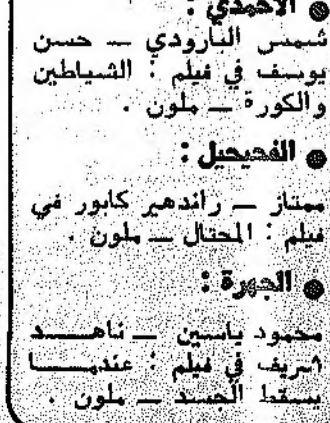 ● الاحمدي :
شمس البارودي — حسن
يوسف في فيلم : الشياطين
والكورة — ملون .
● الفحيحيل :
ممتاز — راندهير كابور في
فيلم : المحتال — ملون .
● الجهرة :
محمود ياسين — ناهد
شريف في فيلم : عندما
يسقط الجسد — ملون .